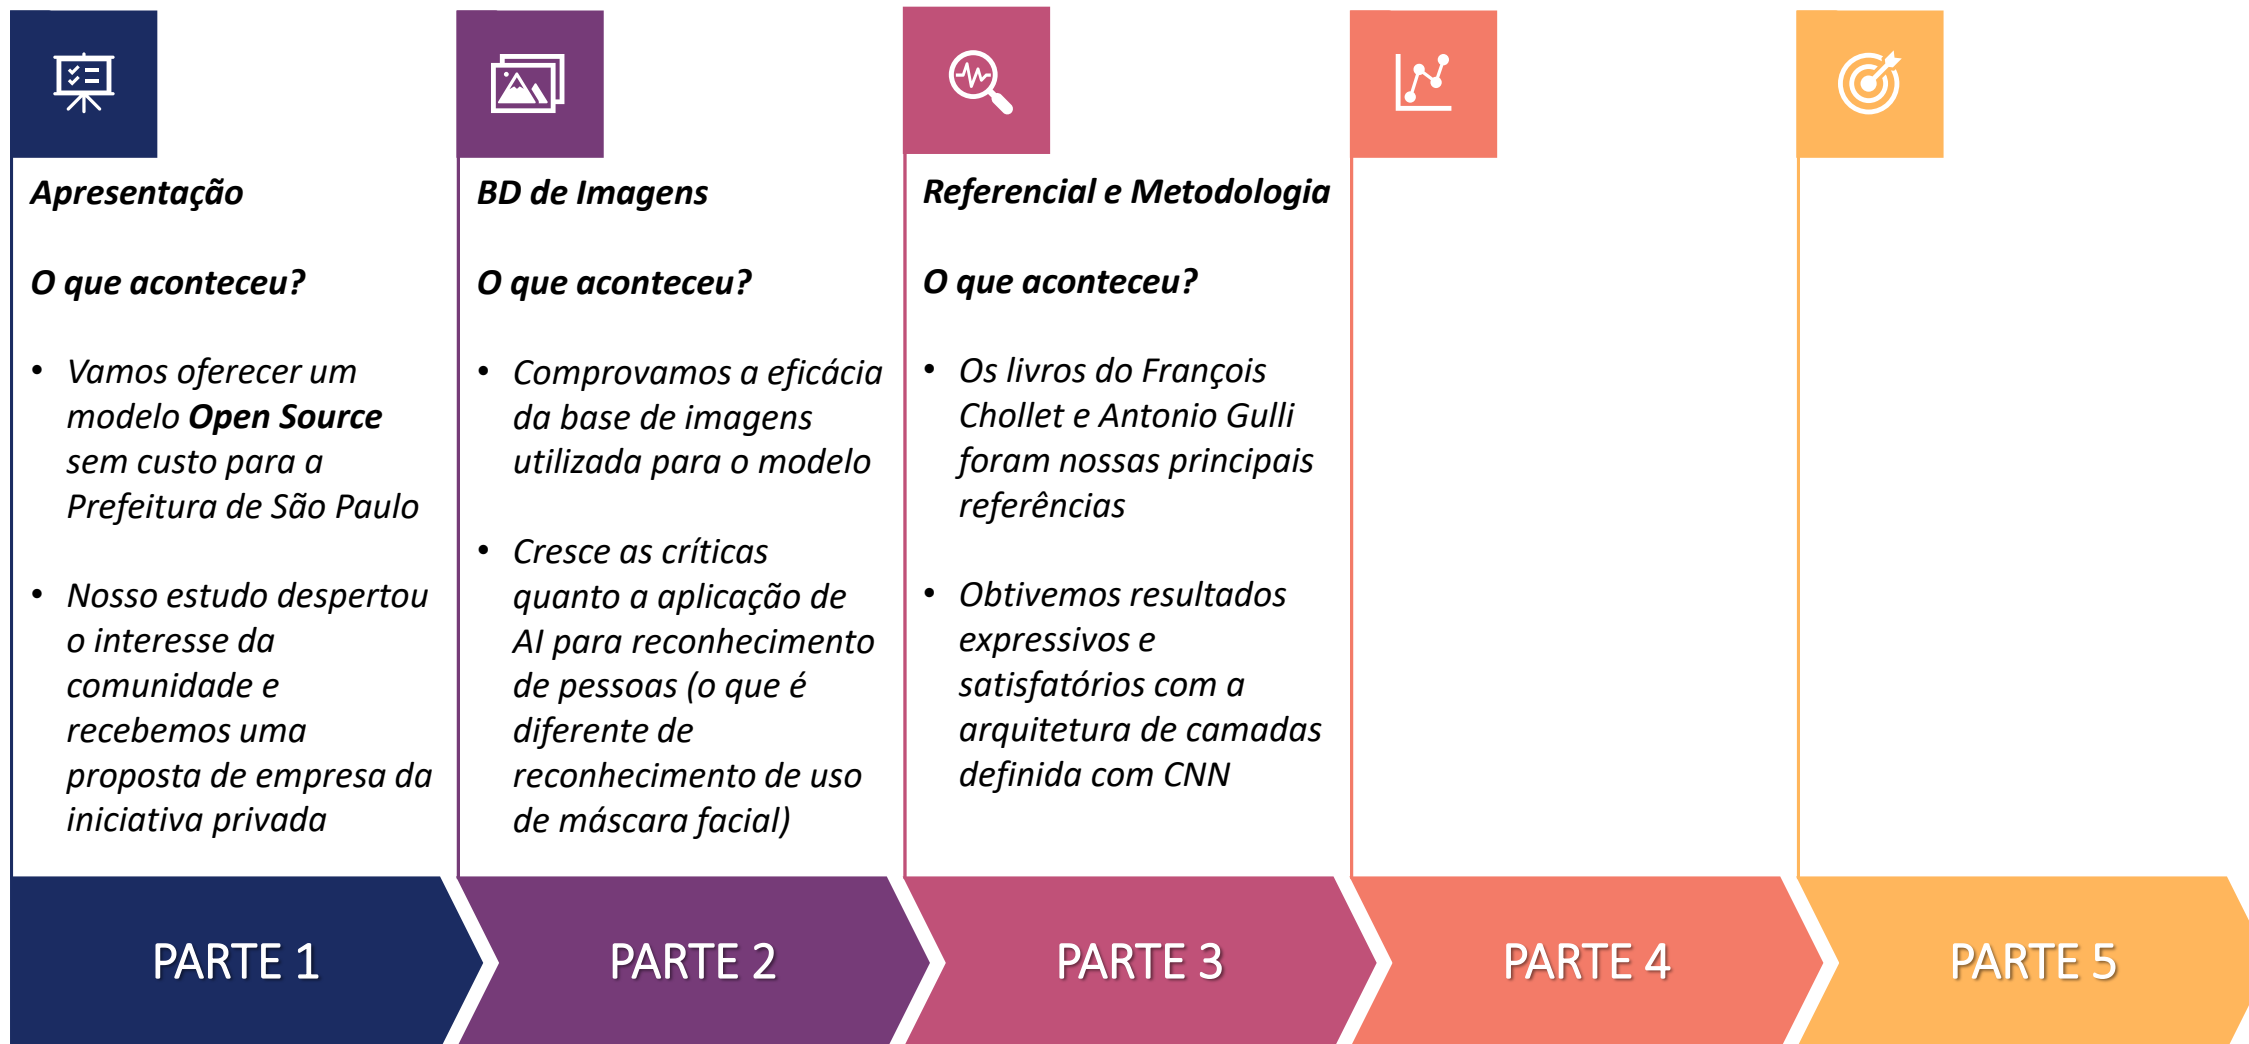 Apresentação
O que aconteceu?
• Vamos oferecer um
modelo Open Source
sem custo para a
Prefeitura de São Paulo
• Nosso estudo despertou
o interesse da
comunidade e
recebemos uma
proposta de empresa da
iniciativa privada
BD de Imagens
O que aconteceu?
• Comprovamos a eficácia
da base de imagens
utilizada para o modelo
• Cresce as críticas
quanto a aplicação de
AI para reconhecimento
de pessoas (o que é
diferente de
reconhecimento de uso
de máscara facial)
Referencial e Metodologia
O que aconteceu?
• Os livros do François
Chollet e Antonio Gulli
foram nossas principais
referências
• Obtivemos resultados
expressivos e
satisfatórios com a
arquitetura de camadas
definida com CNN
PARTE 1
PARTE 2
PARTE 3
PARTE 4
PARTE 5